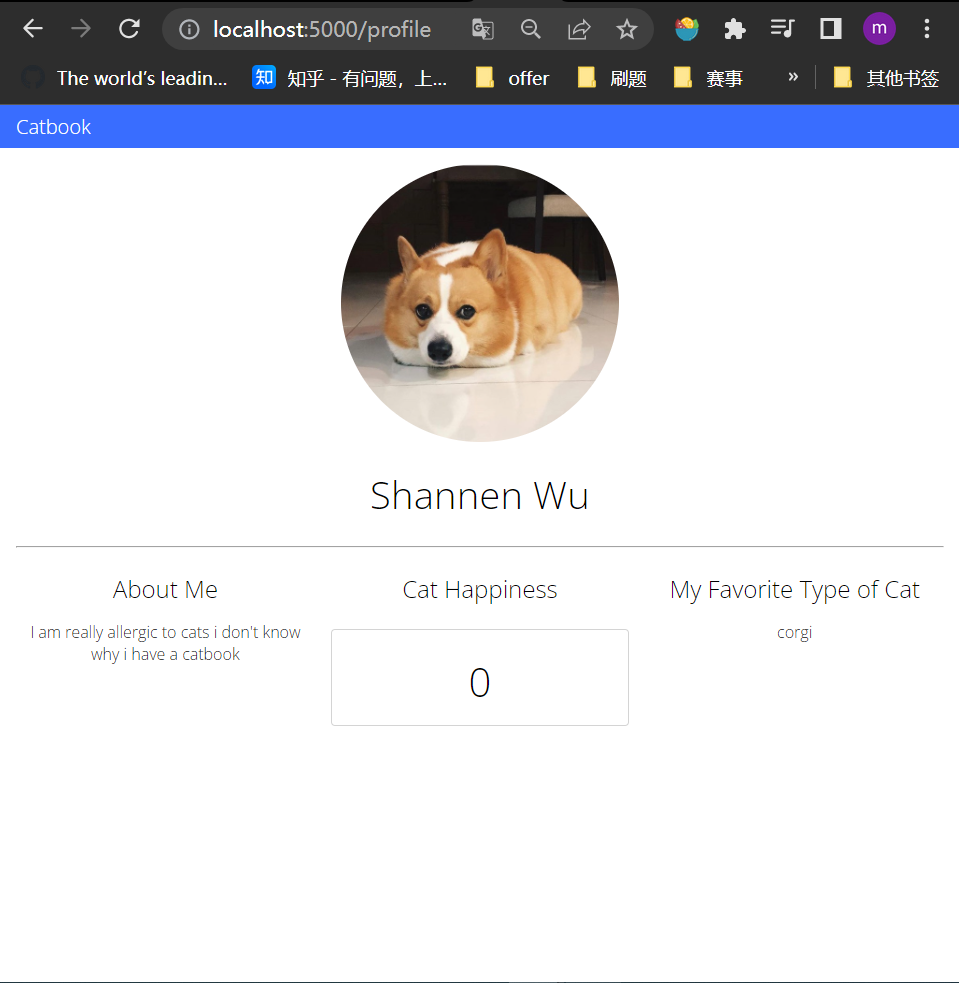 localhost:5000/profile
m
The world’s leadin...
知 知乎 - 有问题，上...
offer
刷题
赛事
»
其他书签
Catbook
Shannen Wu
About Me
I am really allergic to cats i don't know
why i have a catbook
Cat Happiness
0
My Favorite Type of Cat
corgi